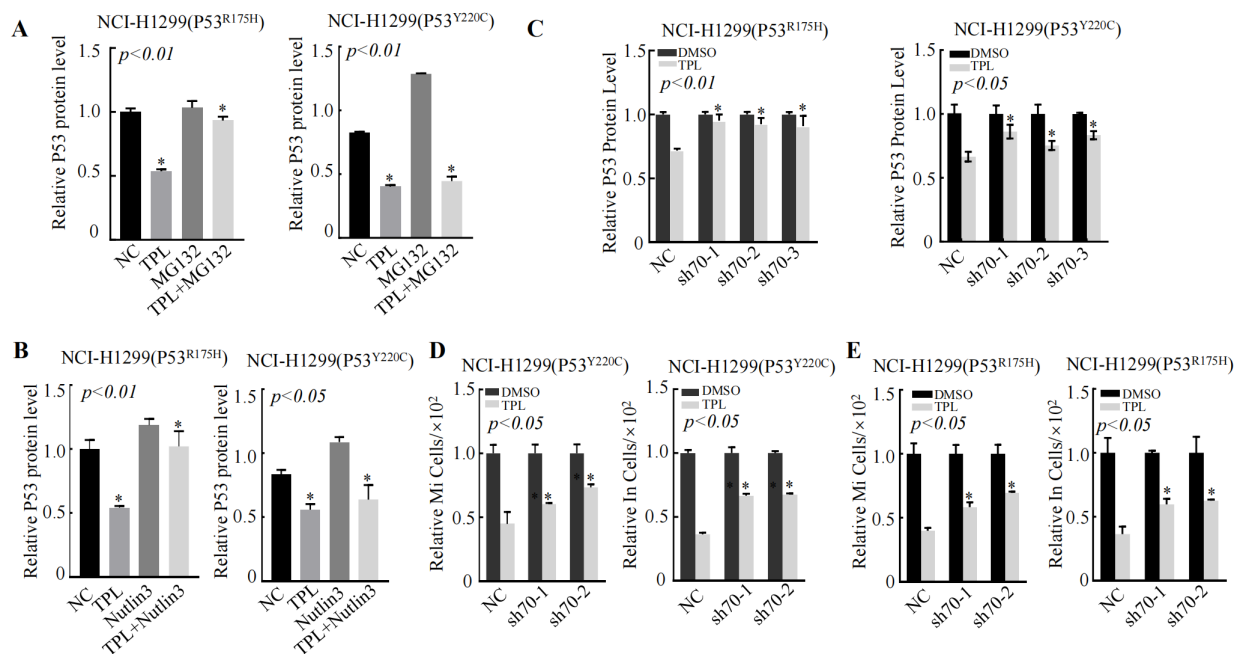 A
NCI-H1299(P53R175H)
p<0.01
Relative P53 protein level
1.5
1.0
0.5
0
*
*
NC
TPL
MG132
TPL+MG132
NCI-H1299(P53Y220C)
p<0.01
Relative P53 protein level
1.5
1.0
0.5
0
*
*
NC
TPL
MG132
TPL+MG132
C
NCI-H1299(P53R175H)
DMSO
TPL
p<0.01
Relative P53 Protein Level
1.5
1.0
0.5
0
*
*
*
NC
sh70-1
sh70-2
sh70-3
NCI-H1299(P53Y220C)
DMSO
TPL
p<0.05
Relative P53 Protein Level
1.5
1.0
0.5
0
*
*
*
NC
sh70-1
sh70-2
sh70-3
B
NCI-H1299(P53R175H)
p<0.01
Relative P53 protein level
1.5
1.0
0.5
0
*
*
NC
TPL
Nutlin3
TPL+Nutlin3
NCI-H1299(P53Y220C)
p<0.05
Relative P53 protein level
1.5
1.0
0.5
0
*
*
NC
TPL
Nutlin3
TPL+Nutlin3
D
NCI-H1299(P53Y220C)
DMSO
TPL
p<0.05
Relative Mi Cells/×10²
1.5
1.0
0.5
0
* *
* *
NC
sh70-1
sh70-2
NCI-H1299(P53Y220C)
DMSO
TPL
p<0.05
Relative In Cells/×10²
1.5
1.0
0.5
0
* *
* *
NC
sh70-1
sh70-2
E
NCI-H1299(P53R175H)
DMSO
TPL
p<0.05
Relative Mi Cells/×10²
1.5
1.0
0.5
0
*
*
NC
sh70-1
sh70-2
NCI-H1299(P53R175H)
DMSO
TPL
p<0.05
Relative In Cells/×10²
1.5
1.0
0.5
0
*
*
NC
sh70-1
sh70-2